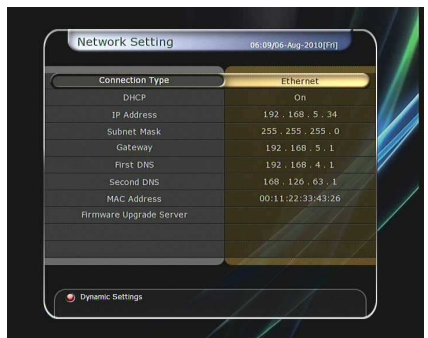 Network Setting 06:09/06-Aug-2010[Fri]
Connection Type Ethernet
DHCP On
IP Address 192 . 168 . 5 . 34
Subnet Mask 255 . 255 . 255 . 0
Gateway 192 . 168 . 5 . 1
First DNS 192 . 168 . 4 . 1
Second DNS 168 . 126 . 63 . 1
MAC Address 00:11:22:33:43:26
Firmware Upgrade Server
Dynamic Settings